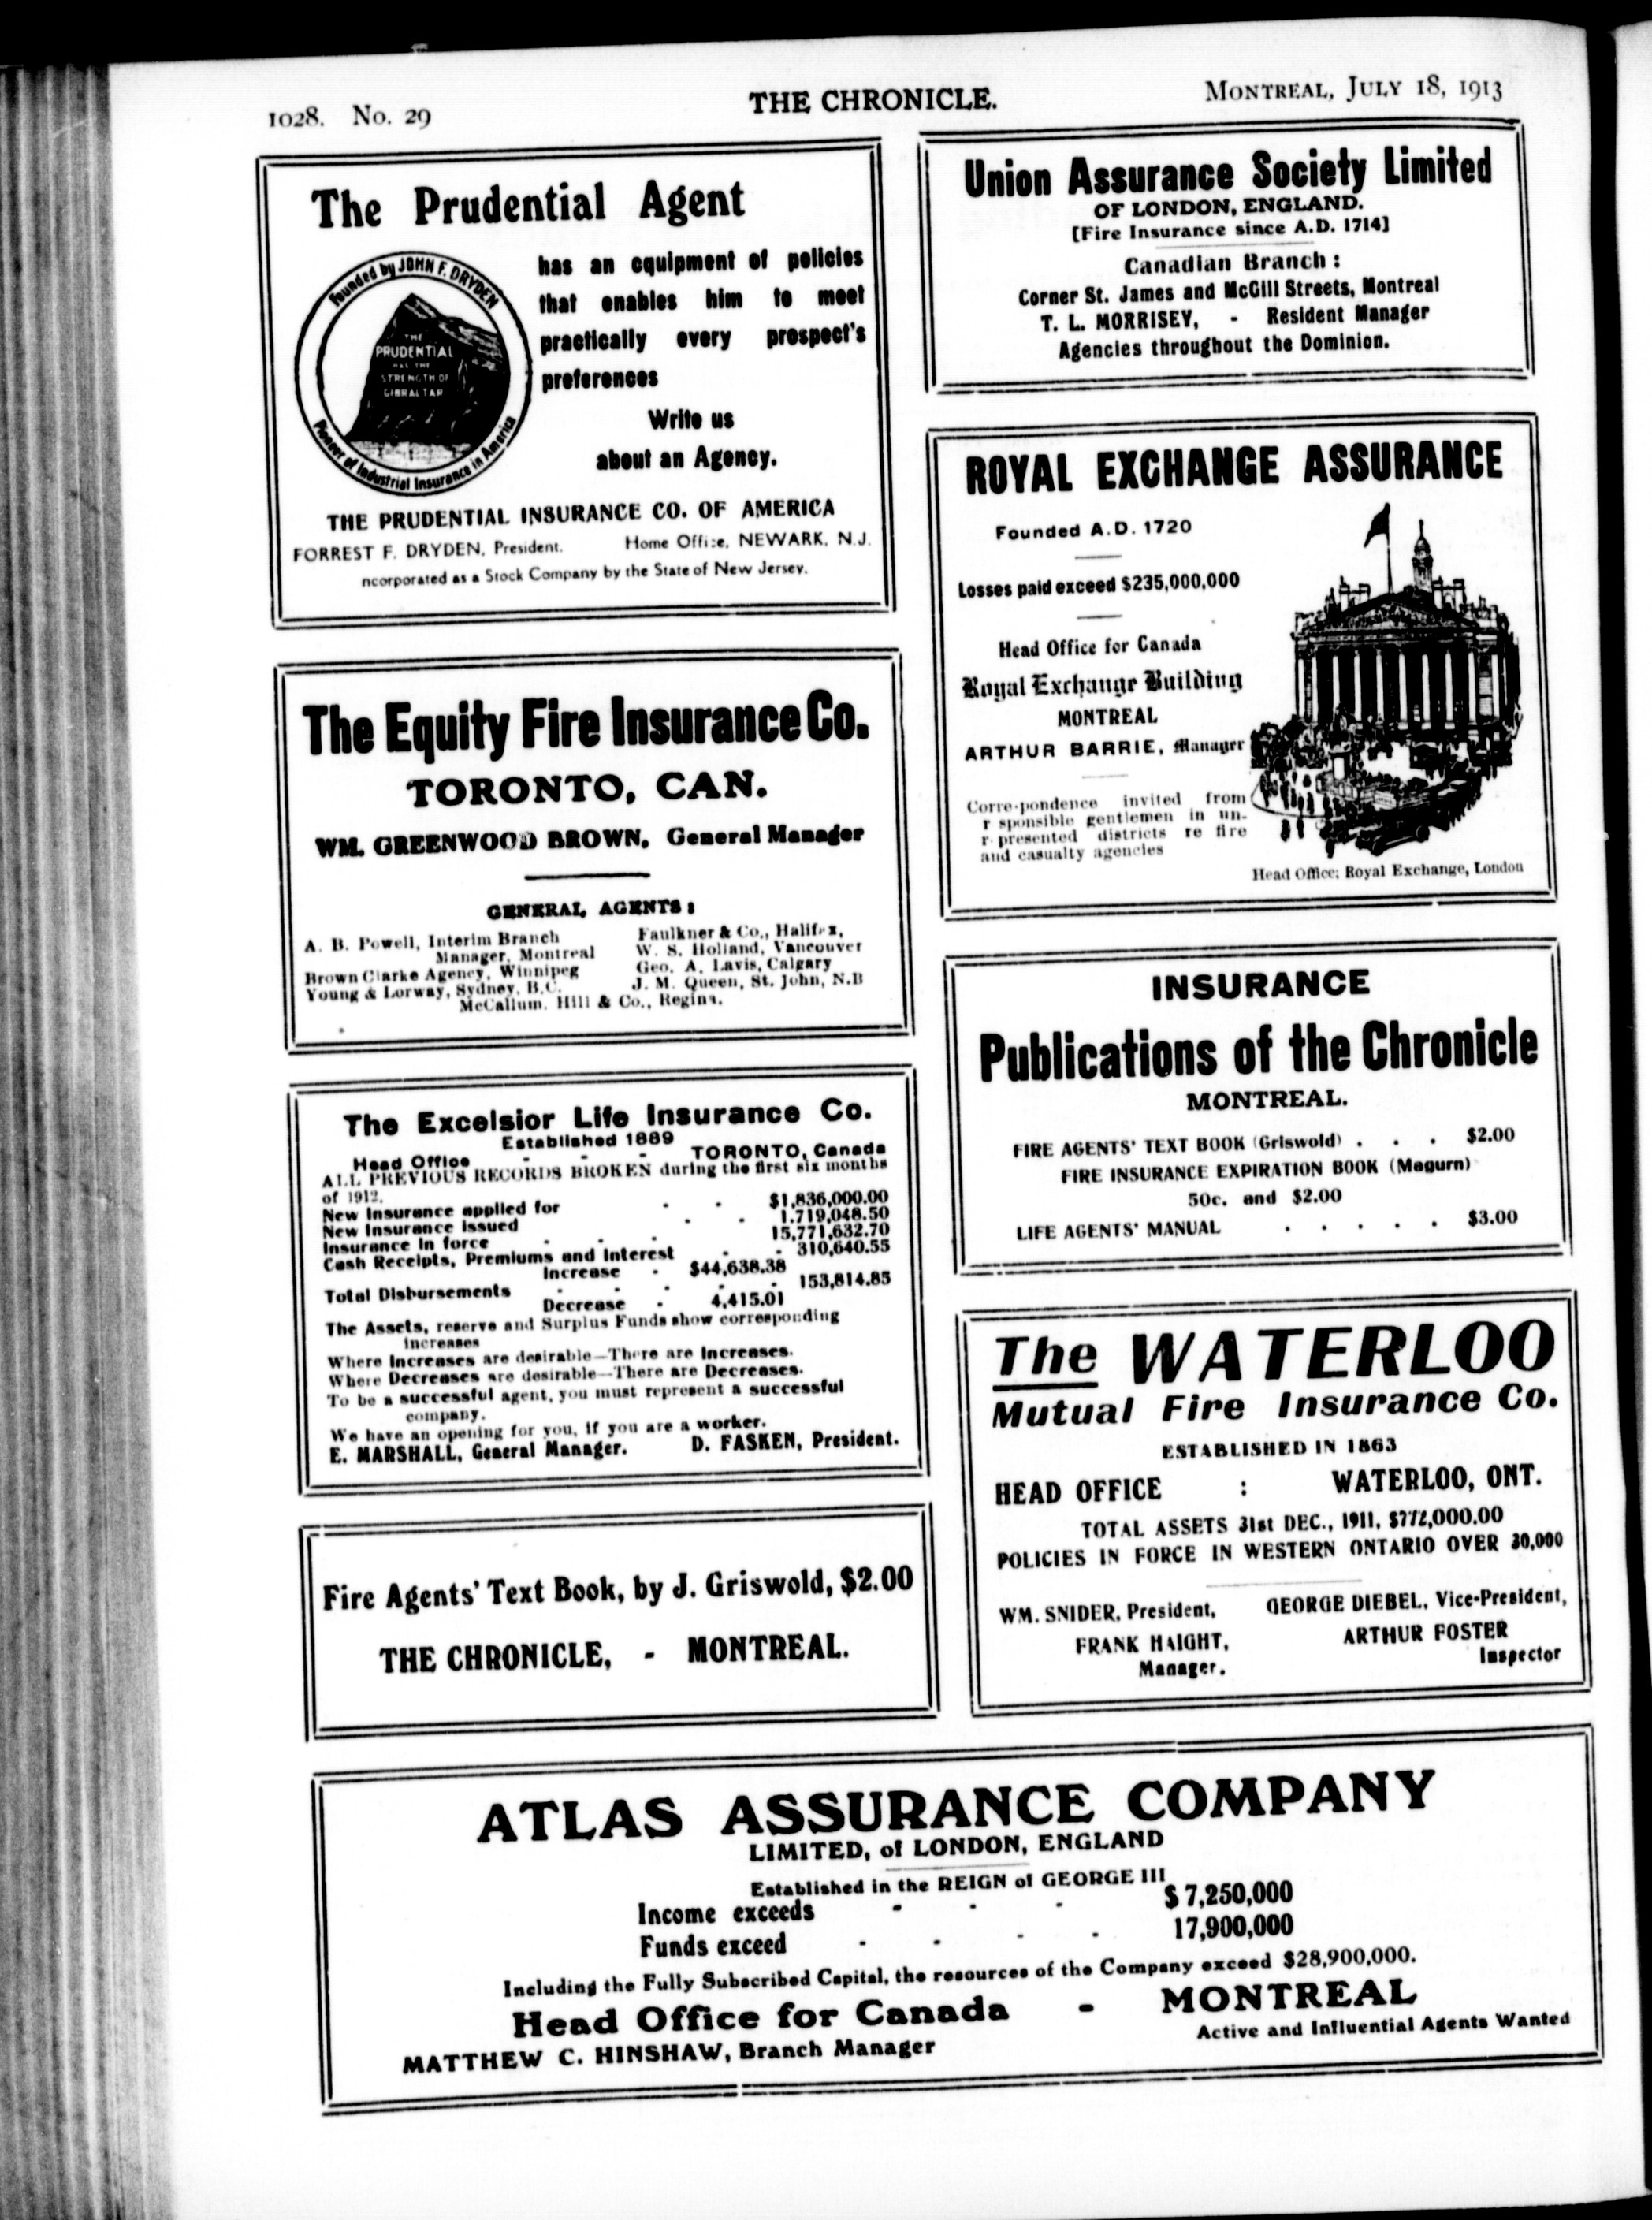 1028. No. 29
THE CHRONICLE.
MONTREAL, JULY 18, 1913
The Prudential Agent
Founded by JOHN F. DRYDEN
THE
PRUDENTIAL
HAS THE
STRENGTH OF
GIBRALTAR
Pioneer of Industrial Insurance in America
has an equipment of policies
that enables him to meet
practically every prospect's
preferences
Write us
about an Agency.
THE PRUDENTIAL INSURANCE CO. OF AMERICA
FORREST F. DRYDEN, President. Home Office, NEWARK, N.J.
ncorporated as a Stock Company by the State of New Jersey.
The Equity Fire Insurance Co.
TORONTO, CAN.
WM. GREENWOOD BROWN, General Manager
GENERAL AGENTS:
A. B. Powell, Interim Branch
Manager, Montreal
Brown Clarke Agency, Winnipeg
Young & Lorway, Sydney, B.C.
Faulkner & Co., Halifax,
W. S. Holland, Vancouver
Geo. A. Lavis, Calgary
J. M. Queen, St. John, N.B
McCallum, Hill & Co., Regina.
The Excelsior Life Insurance Co.
Established 1889
Head Office - - - TORONTO, Canada
ALL PREVIOUS RECORDS BROKEN during the first six months
of 1912.
New Insurance applied for - - $1,836,000.00
New Insurance Issued - - 1,719,048.50
Insurance in force - - - 15,771,632.70
Cash Receipts, Premiums and Interest - - 310,640.55
Increase - $44,638.38
Total Disbursements - - - - - 153,814.85
Decrease - 4,415.01
The Assets, reserve and Surplus Funds show corresponding
increases
Where Increases are desirable—There are Increases.
Where Decreases are desirable—There are Decreases.
To be a successful agent, you must represent a successful
company.
We have an opening for you, if you are a worker.
E. MARSHALL, General Manager. D. FASKEN, President.
Fire Agents' Text Book, by J. Griswold, $2.00
THE CHRONICLE, - MONTREAL.
Union Assurance Society Limited
OF LONDON, ENGLAND.
[Fire Insurance since A.D. 1714]
Canadian Branch:
Corner St. James and McGill Streets, Montreal
T. L. MORRISEY, - Resident Manager
Agencies throughout the Dominion.
ROYAL EXCHANGE ASSURANCE
Founded A.D. 1720
Losses paid exceed $235,000,000
Head Office for Canada
Royal Exchange Building
MONTREAL
ARTHUR BARRIE, Manager
Corre-pondence invited from
r sponsible gentlemen in un-
r presented districts re fire
and casualty agencies
Head Office: Royal Exchange, London
INSURANCE
Publications of the Chronicle
MONTREAL.
FIRE AGENTS' TEXT BOOK (Griswold) . . . $2.00
FIRE INSURANCE EXPIRATION BOOK (Magurn)
50c. and $2.00
LIFE AGENTS' MANUAL . . . . . $3.00
The WATERLOO
Mutual Fire Insurance Co.
ESTABLISHED IN 1863
HEAD OFFICE : WATERLOO, ONT.
TOTAL ASSETS 31st DEC., 1911, $772,000.00
POLICIES IN FORCE IN WESTERN ONTARIO OVER 30,000
WM. SNIDER, President, GEORGE DIEBEL, Vice-President,
FRANK HAIGHT, ARTHUR FOSTER
Manager. Inspector
ATLAS ASSURANCE COMPANY
LIMITED, of LONDON, ENGLAND
Established in the REIGN of GEORGE III
Income exceeds - - - $ 7,250,000
Funds exceed - - - - 17,900,000
Including the Fully Subscribed Capital, the resources of the Company exceed $28,900,000.
Head Office for Canada - MONTREAL
MATTHEW C. HINSHAW, Branch Manager Active and Influential Agents Wanted